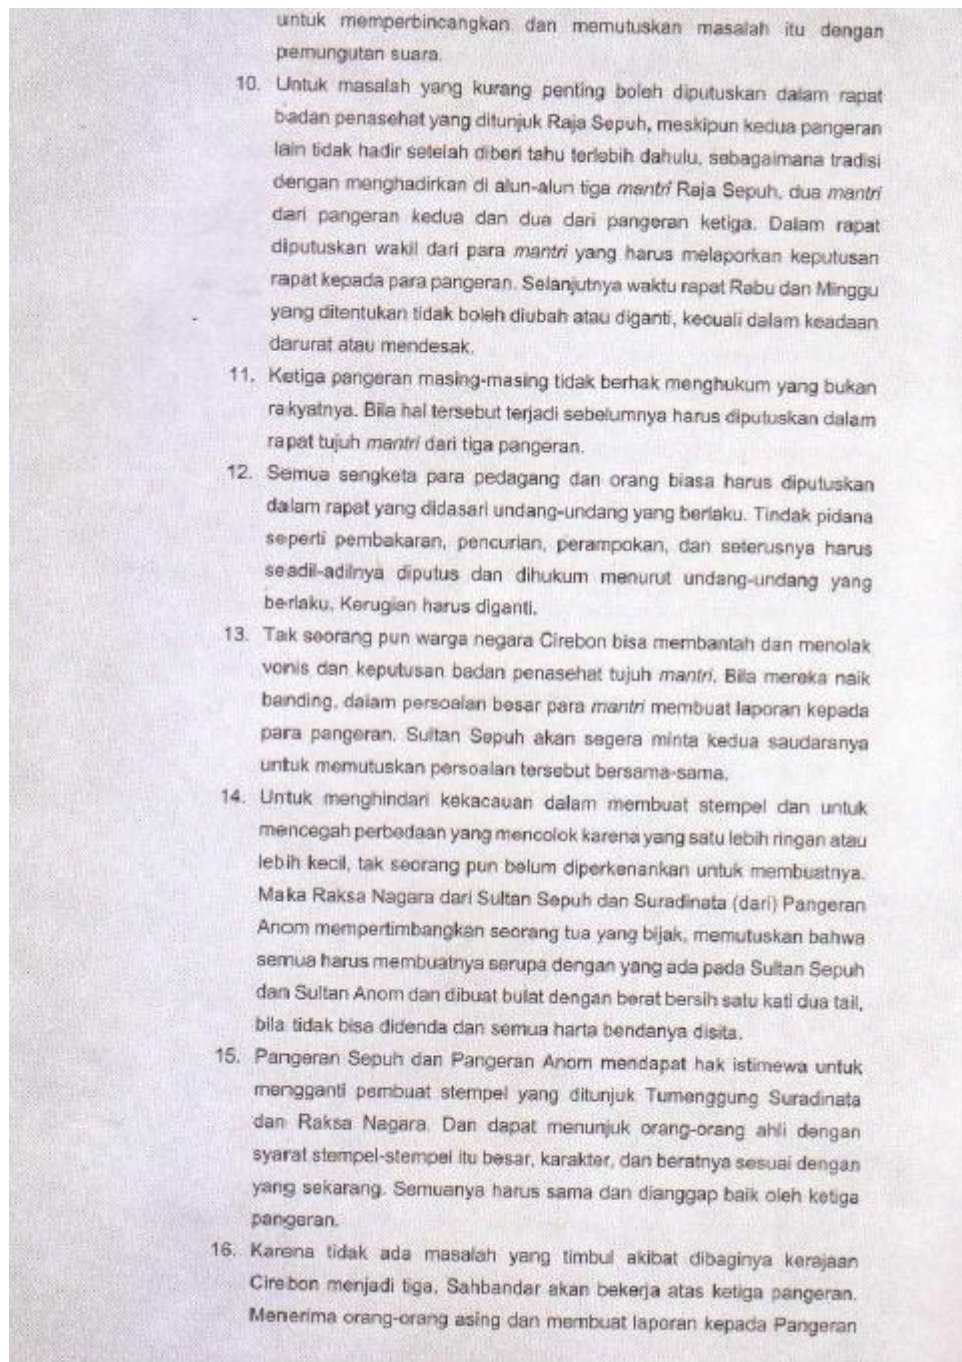 untuk memperbincangkan dan memutuskan masalah itu dengan
pemungutan suara.
10. Untuk masalah yang kurang penting boleh diputuskan dalam rapat
badan penasehat yang ditunjuk Raja Sepuh, meskipun kedua pangeran
lain tidak hadir setelah diberi tahu terlebih dahulu, sebagaimana tradisi
dengan menghadirkan di alun-alun tiga mantri Raja Sepuh, dua mantri
dari pangeran kedua dan dua dari pangeran ketiga. Dalam rapat
diputuskan wakil dari para mantri yang harus melaporkan keputusan
rapat kepada para pangeran. Selanjutnya waktu rapat Rabu dan Minggu
yang ditentukan tidak boleh diubah atau diganti, kecuali dalam keadaan
darurat atau mendesak.
11. Ketiga pangeran masing-masing tidak berhak menghukum yang bukan
rakyatnya. Bila hal tersebut terjadi sebelumnya harus diputuskan dalam
rapat tujuh mantri dari tiga pangeran.
12. Semua sengketa para pedagang dan orang biasa harus diputuskan
dalam rapat yang didasari undang-undang yang berlaku. Tindak pidana
seperti pembakaran, pencurian, perampokan, dan seterusnya harus
seadil-adilnya diputus dan dihukum menurut undang-undang yang
berlaku. Kerugian harus diganti.
13. Tak seorang pun warga negara Cirebon bisa membantah dan menolak
vonis dan keputusan badan penasehat tujuh mantri. Bila mereka naik
banding, dalam persoalan besar para mantri membuat laporan kepada
para pangeran. Sultan Sepuh akan segera minta kedua saudaranya
untuk memutuskan persoalan tersebut bersama-sama.
14. Untuk menghindari kekacauan dalam membuat stempel dan untuk
mencegah perbedaan yang mencolok karena yang satu lebih ringan atau
lebih kecil, tak seorang pun belum diperkenankan untuk membuatnya.
Maka Raksa Nagara dari Sultan Sepuh dan Suradinata (dari) Pangeran
Anom mempertimbangkan seorang tua yang bijak, memutuskan bahwa
semua harus membuatnya serupa dengan yang ada pada Sultan Sepuh
dan Sultan Anom dan dibuat bulat dengan berat bersih satu kati dua tail,
bila tidak bisa didenda dan semua harta bendanya disita.
15. Pangeran Sepuh dan Pangeran Anom mendapat hak istimewa untuk
mengganti pembuat stempel yang ditunjuk Tumenggung Suradinata
dan Raksa Nagara. Dan dapat menunjuk orang-orang ahli dengan
syarat stempel-stempel itu besar, karakter, dan beratnya sesuai dengan
yang sekarang. Semuanya harus sama dan dianggap baik oleh ketiga
pangeran.
16. Karena tidak ada masalah yang timbul akibat dibaginya kerajaan
Cirebon menjadi tiga, Sahbandar akan bekerja atas ketiga pangeran.
Menerima orang-orang asing dan membuat laporan kepada Pangeran